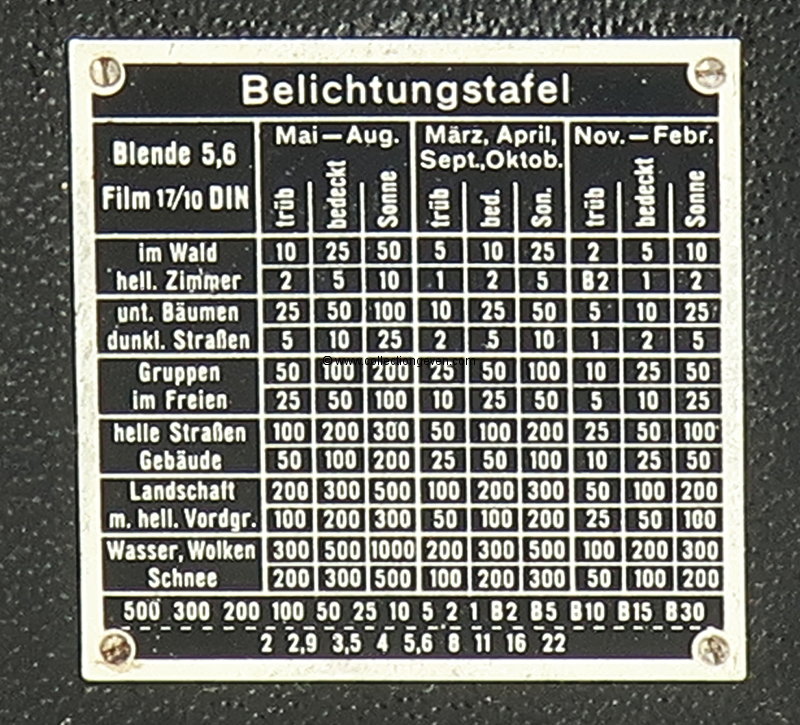 Belichtungstafel
Blende 5,6
Film 17/10 DIN
Mai — Aug. März, April, Sept., Oktob. Nov. — Febr.
trüb bedeckt Sonne trüb bed. Son. trüb bedeckt Sonne
im Wald 10 25 50 5 10 25 2 5 10
hell. Zimmer 2 5 10 1 2 5 B2 1 2
unt. Bäumen 25 50 100 10 25 50 5 10 25
dunkl. Straßen 5 10 25 2 5 10 1 2 5
© www.collectiongeven.com
Gruppen 50 100 200 25 50 100 10 25 50
im Freien 25 50 100 10 25 50 5 10 25
helle Straßen 100 200 300 50 100 200 25 50 100
Gebäude 50 100 200 25 50 100 10 25 50
Landschaft 200 300 500 100 200 300 50 100 200
m. hell. Vordgr. 100 200 300 50 100 200 25 50 100
Wasser, Wolken 300 500 1000 200 300 500 100 200 300
Schnee 200 300 500 100 200 300 50 100 200
500 300 200 100 50 25 10 5 2 1 B2 B5 B10 B15 B30
2 2,9 3,5 4 5,6 8 11 16 22